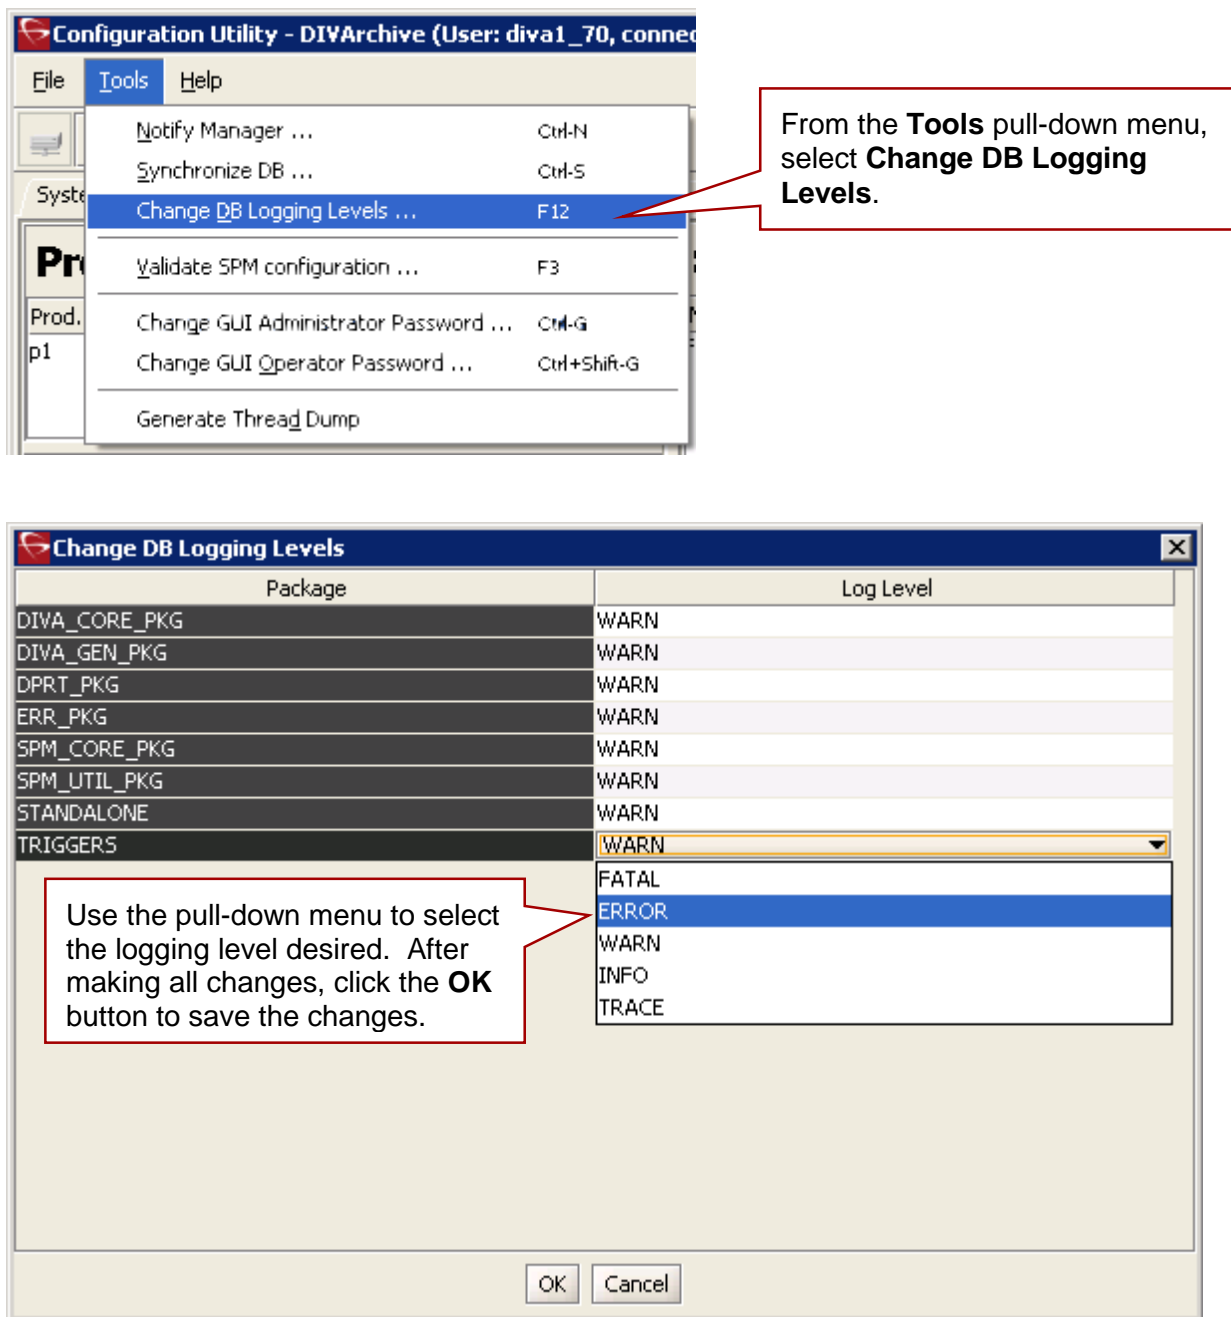 Configuration Utility - DIVArchive (User: diva1_70, connec
File Tools Help
Notify Manager ... Ctrl-N
Synchronize DB ... Ctrl-S
Change DB Logging Levels ... F12
Validate SPM configuration ... F3
Change GUI Administrator Password ... Ctrl-G
Change GUI Operator Password ... Ctrl+Shift-G
Generate Thread Dump
Syste
Pr
Prod.
p1
From the Tools pull-down menu,
select Change DB Logging
Levels.
Change DB Logging Levels
Package Log Level
DIVA_CORE_PKG WARN
DIVA_GEN_PKG WARN
DPRT_PKG WARN
ERR_PKG WARN
SPM_CORE_PKG WARN
SPM_UTIL_PKG WARN
STANDALONE WARN
TRIGGERS WARN
FATAL
ERROR
WARN
INFO
TRACE
Use the pull-down menu to select
the logging level desired. After
making all changes, click the OK
button to save the changes.
OK Cancel